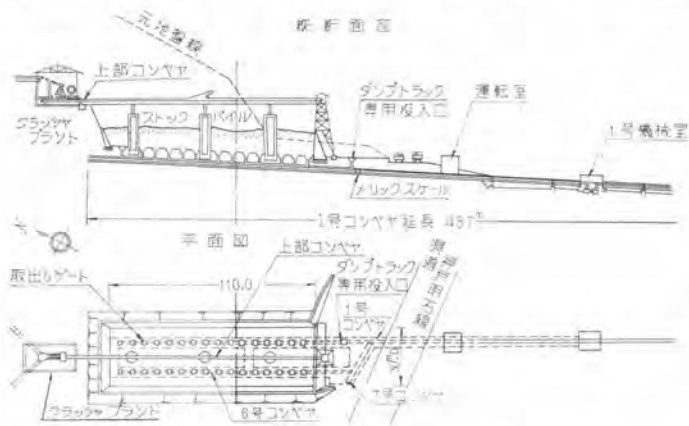 縦断面図
元地盤線
上部コンベヤ
ダンプトラック
専用投入口
運転室
1号機械室
ストック
パイル
クラッシャ
プラント
メリックスケール
1号コンベヤ延長
平面図
上部コンベヤ
取出しゲート
110.0
ダンプトラック
専用投入口
1号
コンベヤ
6号コンベヤ
クラッシャプラント